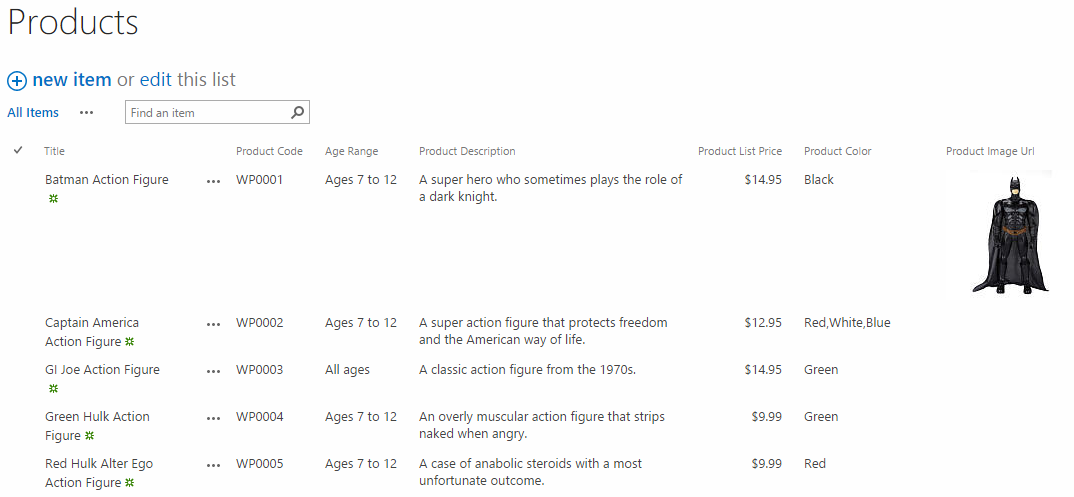 Products
new item or edit this list
All Items ••• Find an item
Title Product Code Age Range Product Description Product List Price Product Color Product Image Url
Batman Action Figure ••• WP0001 Ages 7 to 12 A super hero who sometimes plays the role of $14.95 Black
a dark knight.
Captain America ••• WP0002 Ages 7 to 12 A super action figure that protects freedom $12.95 Red,White,Blue
Action Figure and the American way of life.
GI Joe Action Figure ••• WP0003 All ages A classic action figure from the 1970s. $14.95 Green
Green Hulk Action ••• WP0004 Ages 7 to 12 An overly muscular action figure that strips $9.99 Green
Figure naked when angry.
Red Hulk Alter Ego ••• WP0005 Ages 7 to 12 A case of anabolic steroids with a most $9.99 Red
Action Figure unfortunate outcome.